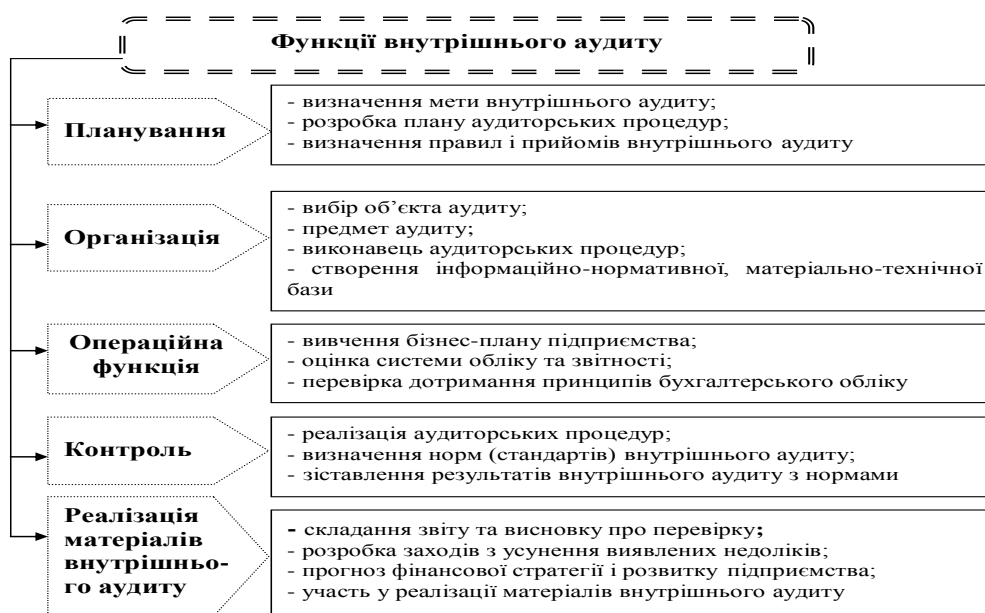 Функції внутрішнього аудиту
Планування
- визначення мети внутрішнього аудиту;
- розробка плану аудиторських процедур;
- визначення правил і прийомів внутрішнього аудиту
Організація
- вибір об’єкта аудиту;
- предмет аудиту;
- виконавець аудиторських процедур;
- створення інформаційно-нормативної, матеріально-технічної
бази
Операційна
функція
- вивчення бізнес-плану підприємства;
- оцінка системи обліку та звітності;
- перевірка дотримання принципів бухгалтерського обліку
Контроль
- реалізація аудиторських процедур;
- визначення норм (стандартів) внутрішнього аудиту;
- зіставлення результатів внутрішнього аудиту з нормами
Реалізація
матеріалів
внутрішньо-
го аудиту
- складання звіту та висновку про перевірку;
- розробка заходів з усунення виявлених недоліків;
- прогноз фінансової стратегії і розвитку підприємства;
- участь у реалізації матеріалів внутрішнього аудиту